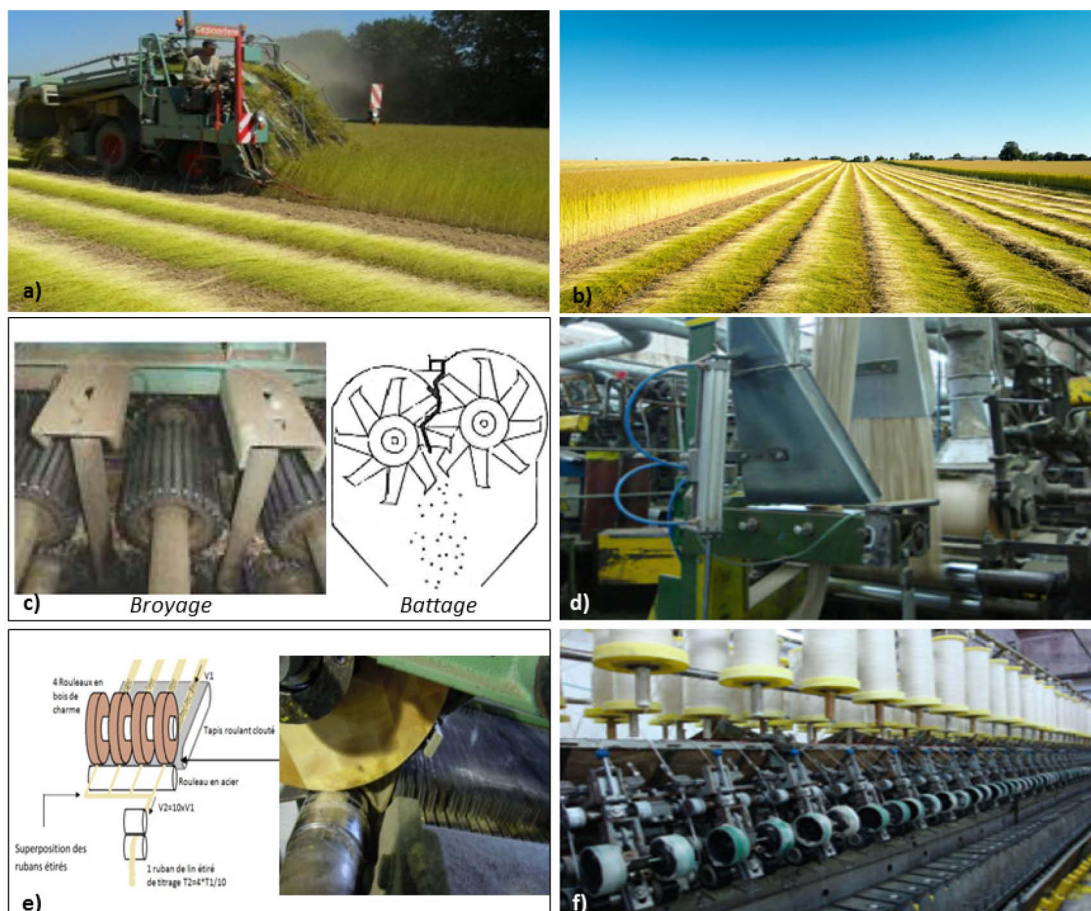 a)
b)
c)
Broyage
Battage
d)
4 Rouleaux en
bois de
charme
V1
Tapis roulant clouté
Rouleau en acier
V2=10xV1
Superposition des
rubans étirés
1 ruban de lin étiré
de titrage T2=4*T1/10
e)
f)